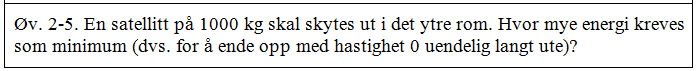 Øv. 2-5. En satellitt på 1000 kg skal skytes ut i det ytre rom. Hvor mye energi kreves
som minimum (dvs. for å ende opp med hastighet 0 uendelig langt ute)?